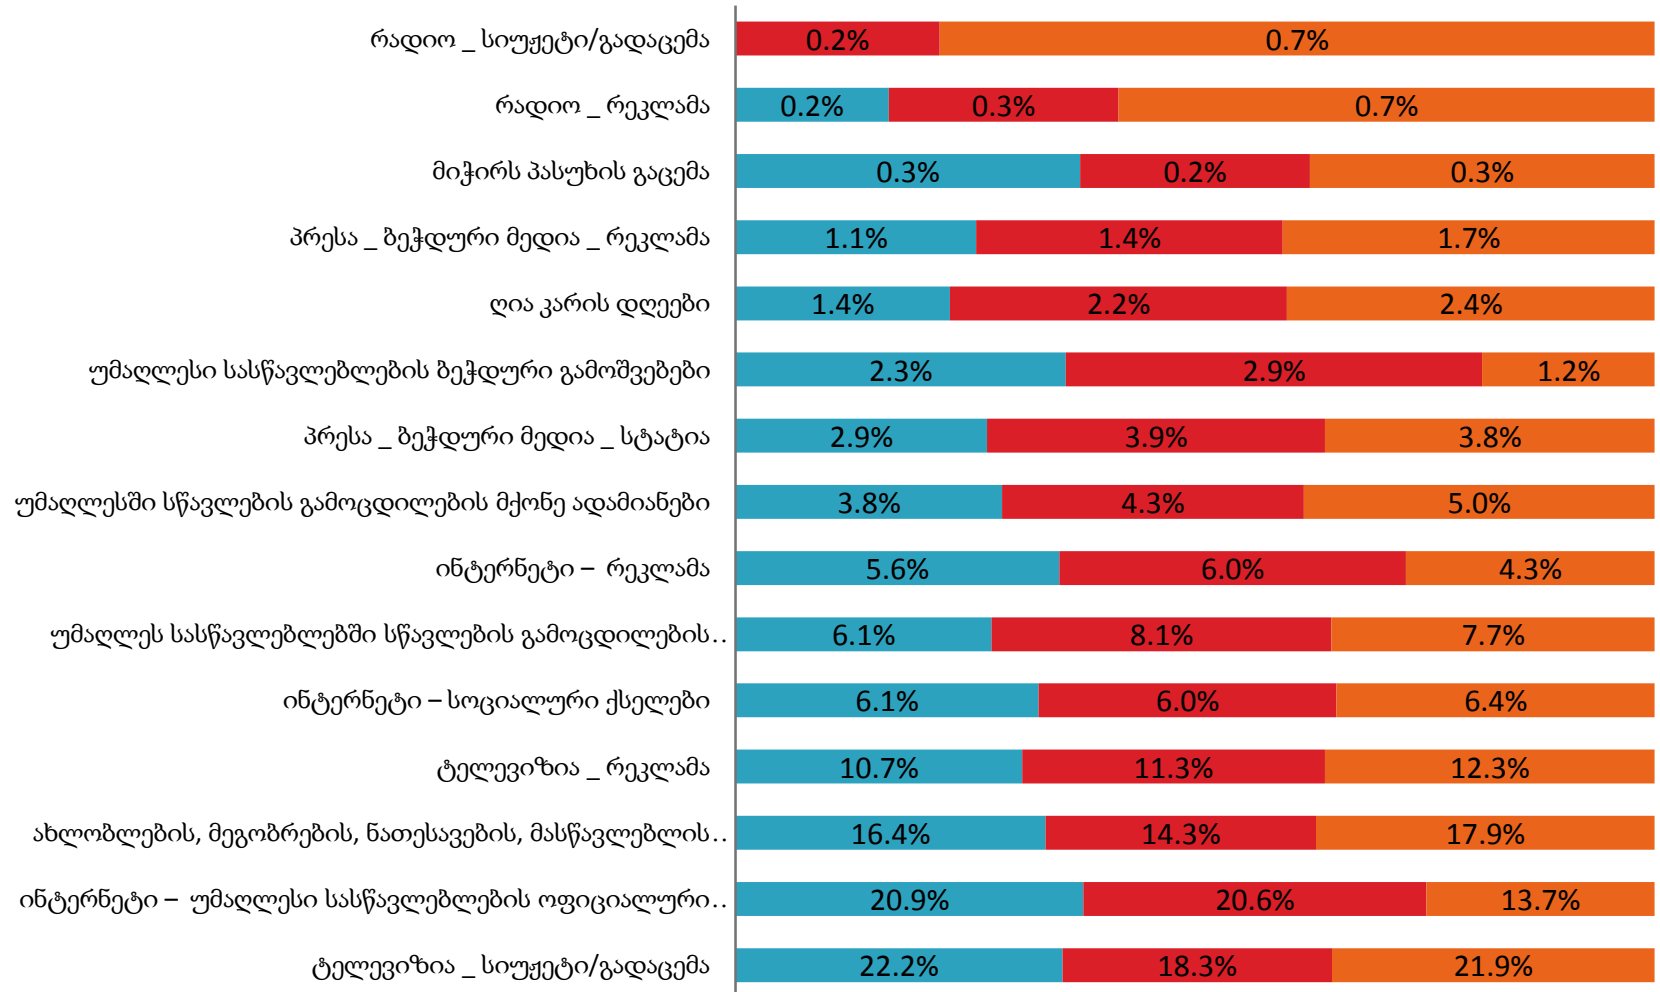 რადიო _ სიუჟეტი/გადაცემა 0.2% 0.7%
რადიო _ რეკლამა 0.2% 0.3% 0.7%
მიჭირს პასუხის გაცემა 0.3% 0.2% 0.3%
პრესა _ ბეჭდური მედია _ რეკლამა 1.1% 1.4% 1.7%
ღია კარის დღეები 1.4% 2.2% 2.4%
უმაღლესი სასწავლებლების ბეჭდური გამოშვებები 2.3% 2.9% 1.2%
პრესა _ ბეჭდური მედია _ სტატია 2.9% 3.9% 3.8%
უმაღლესში სწავლების გამოცდილების მქონე ადამიანები 3.8% 4.3% 5.0%
ინტერნეტი – რეკლამა 5.6% 6.0% 4.3%
უმაღლეს სასწავლებლებში სწავლების გამოცდილების.. 6.1% 8.1% 7.7%
ინტერნეტი – სოციალური ქსელები 6.1% 6.0% 6.4%
ტელევიზია _ რეკლამა 10.7% 11.3% 12.3%
ახლობლების, მეგობრების, ნათესავების, მასწავლებლის.. 16.4% 14.3% 17.9%
ინტერნეტი – უმაღლესი სასწავლებლების ოფიციალური.. 20.9% 20.6% 13.7%
ტელევიზია _ სიუჟეტი/გადაცემა 22.2% 18.3% 21.9%